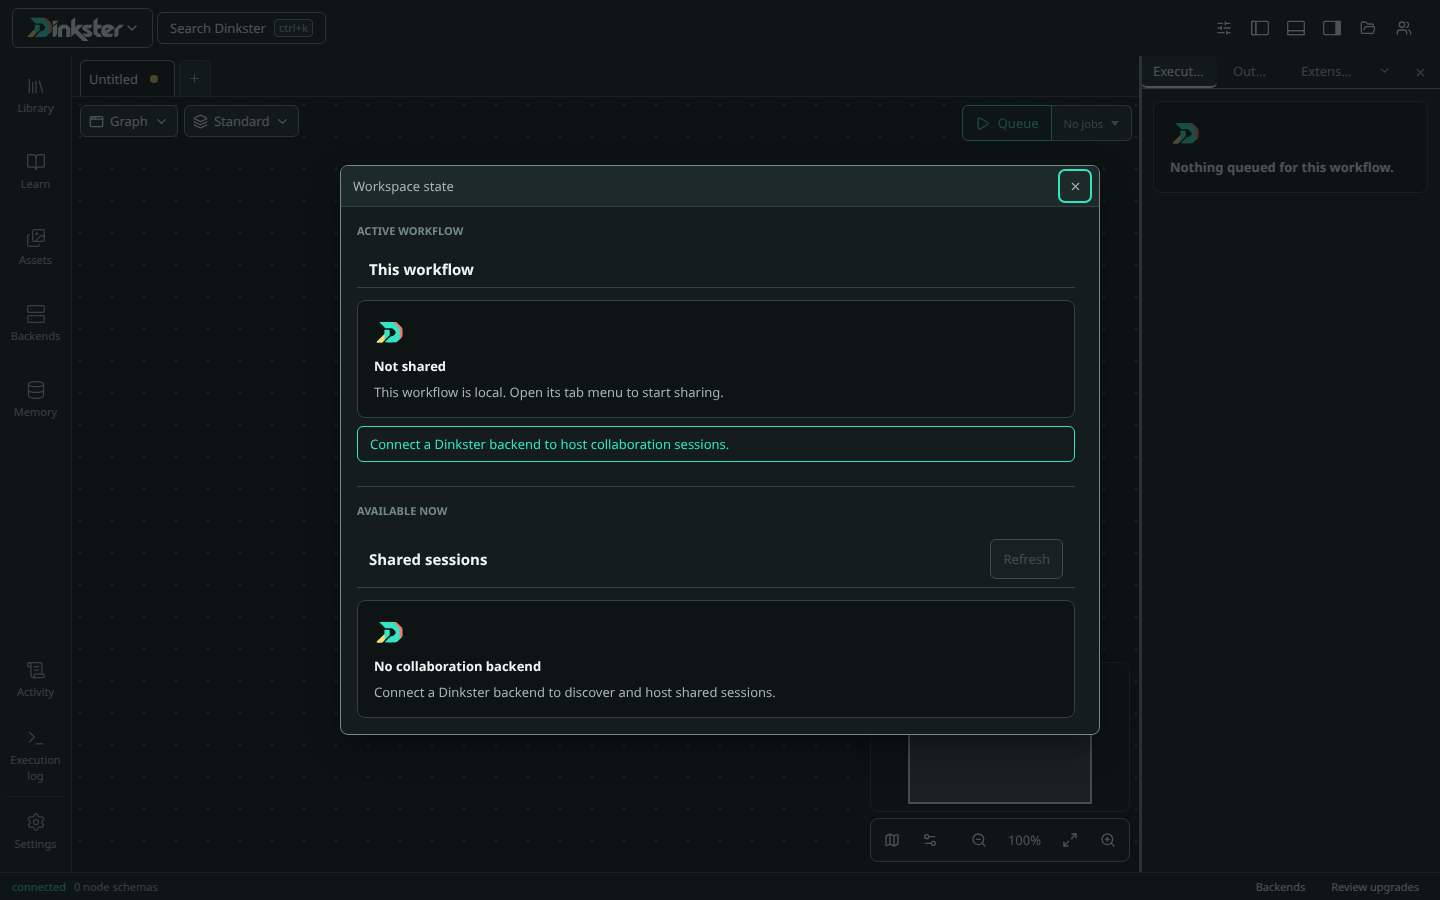 Dinkster
Search Dinkster ctrl+k
Untitled
+
Execut...
Out...
Extens...
Library
Learn
Assets
Backends
Memory
Activity
Execution
log
Settings
Graph
Standard
Queue
No jobs
Nothing queued for this workflow.
Workspace state
ACTIVE WORKFLOW
This workflow
Not shared
This workflow is local. Open its tab menu to start sharing.
Connect a Dinkster backend to host collaboration sessions.
AVAILABLE NOW
Shared sessions
Refresh
No collaboration backend
Connect a Dinkster backend to discover and host shared sessions.
100%
connected 0 node schemas
Backends
Review upgrades